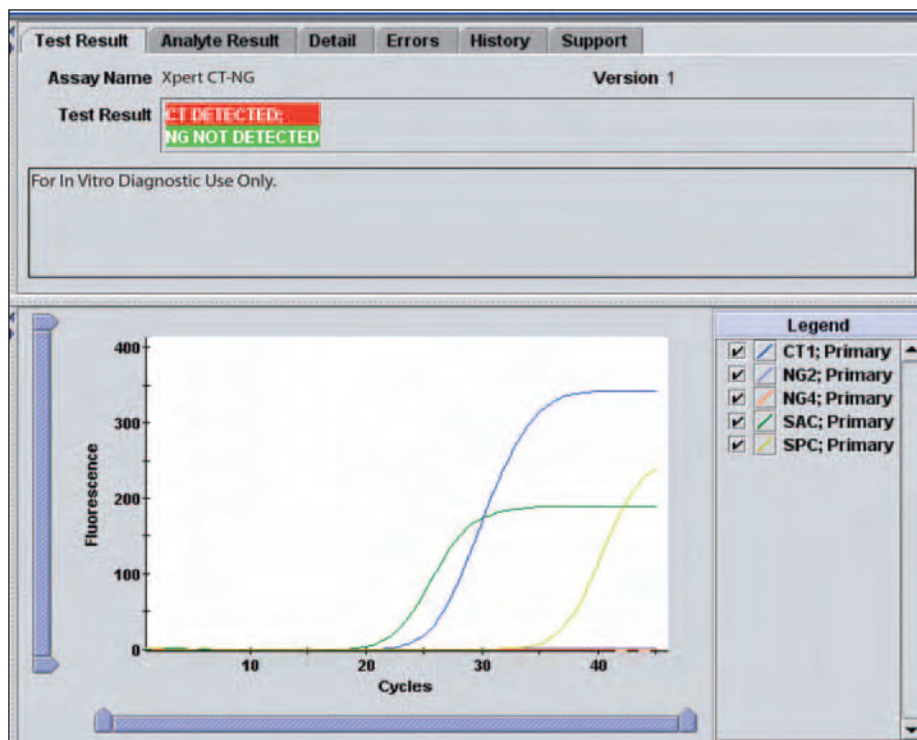 Test Result Analyte Result Detail Errors History Support
Assay Name Xpert CT-NG Version 1
Test Result CT DETECTED;
NG NOT DETECTED
For In Vitro Diagnostic Use Only.
Legend
CT1; Primary
NG2; Primary
NG4; Primary
SAC; Primary
SPC; Primary
Fluorescence
400
300
200
100
0
10 20 30 40
Cycles